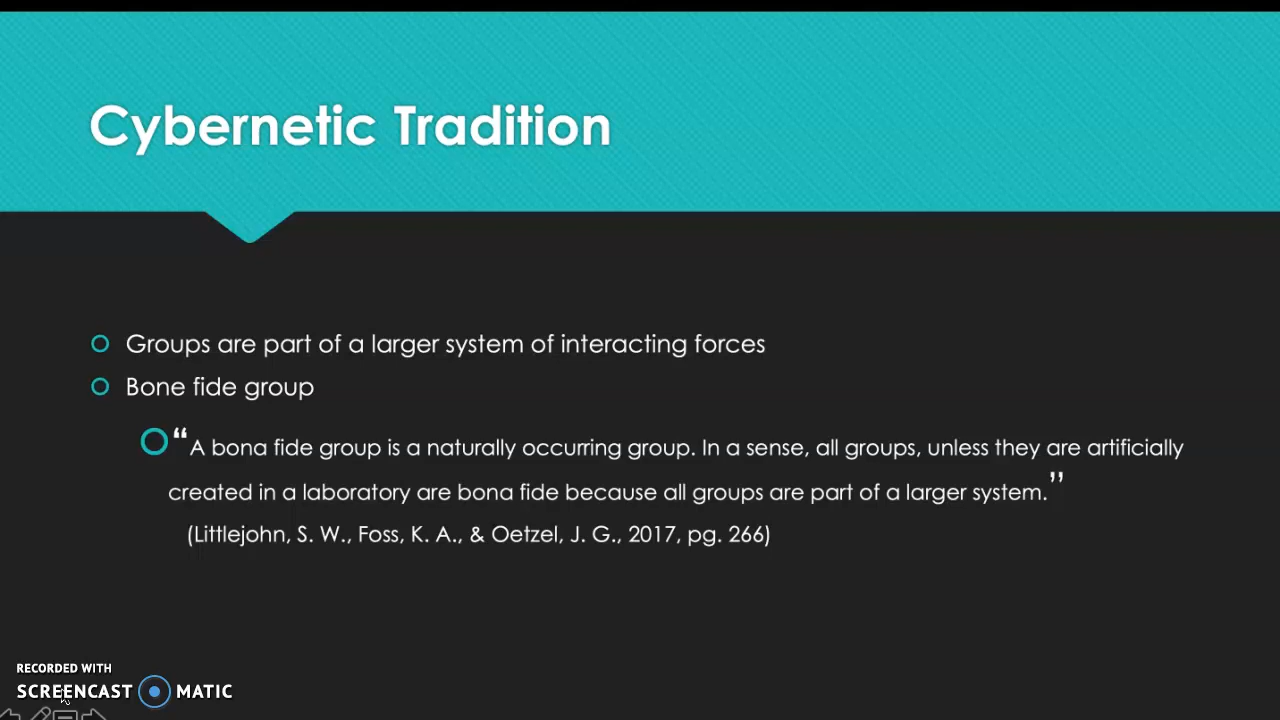 Cybernetic Tradition
Groups are part of a larger system of interacting forces
Bone fide group
“A bona fide group is a naturally occurring group. In a sense, all groups, unless they are artificially
created in a laboratory are bona fide because all groups are part of a larger system.”
(Littlejohn, S. W., Foss, K. A., & Oetzel, J. G., 2017, pg. 266)
RECORDED WITH
SCREENCAST MATIC